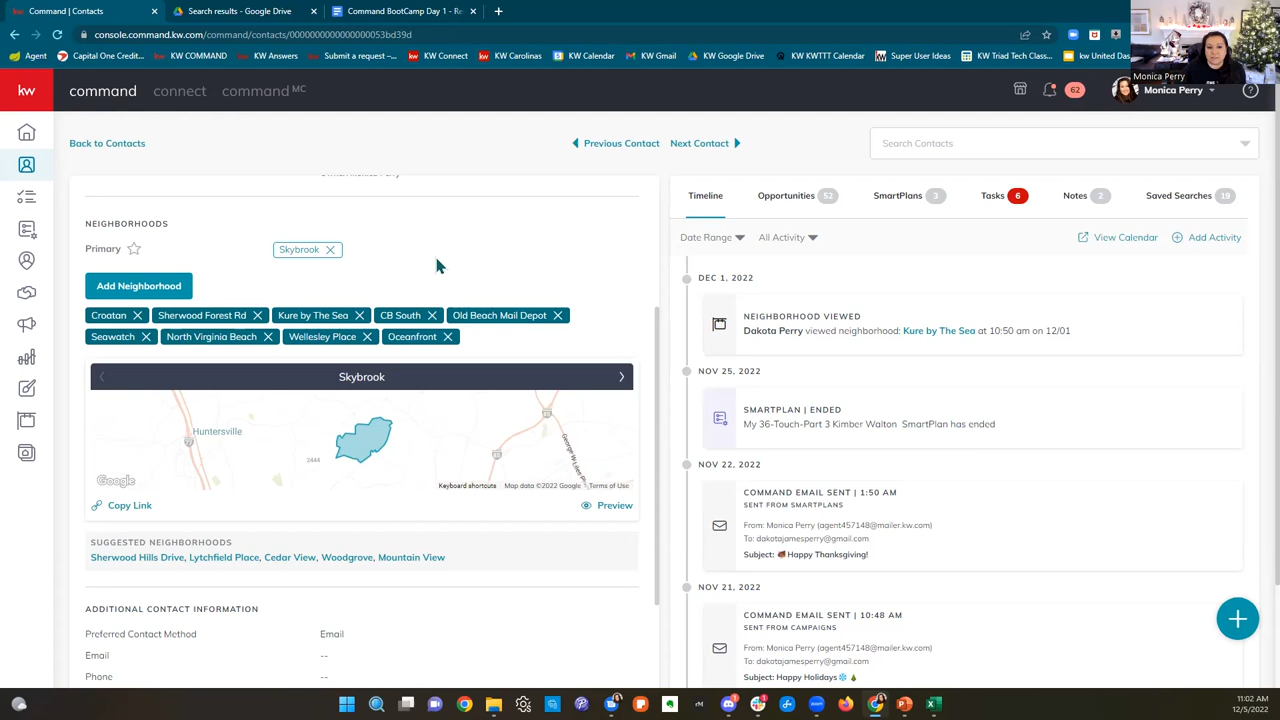 Command | Contacts
Search results - Google Drive
Command BootCamp Day 1 - Re
console.command.kw.com/command/contacts/0000000000000000053bd39d
Agent
Capital One Credit...
KW COMMAND
KW Answers
Submit a request –...
KW Connect
KW Carolinas
KW Calendar
KW Gmail
KW Google Drive
KW KWTTT Calendar
Super User Ideas
KW Triad Tech Class...
kw United Das
Monica Perry
kw
command
connect
command MC
62
Monica Perry
Back to Contacts
Previous Contact
Next Contact
Search Contacts
NEIGHBORHOODS
Primary
Skybrook
Add Neighborhood
Croatan
Sherwood Forest Rd
Kure by The Sea
CB South
Old Beach Mail Depot
Seawatch
North Virginia Beach
Wellesley Place
Oceanfront
Skybrook
Huntersville
2444
Google
Keyboard shortcuts
Map data ©2022 Google
Terms of Use
Copy Link
Preview
SUGGESTED NEIGHBORHOODS
Sherwood Hills Drive, Lytchfield Place, Cedar View, Woodgrove, Mountain View
ADDITIONAL CONTACT INFORMATION
Preferred Contact Method
Email
Email
--
Phone
--
Timeline
Opportunities 52
SmartPlans 3
Tasks 6
Notes 2
Saved Searches 19
Date Range
All Activity
View Calendar
Add Activity
DEC 1, 2022
NEIGHBORHOOD VIEWED
Dakota Perry viewed neighborhood: Kure by The Sea at 10:50 am on 12/01
NOV 25, 2022
SMARTPLAN | ENDED
My 36-Touch-Part 3 Kimber Walton SmartPlan has ended
NOV 22, 2022
COMMAND EMAIL SENT | 1:50 AM
SENT FROM SMARTPLANS
From: Monica Perry (agent457148@mailer.kw.com)
To: dakotajamesperry@gmail.com
Subject: Happy Thanksgiving!
NOV 21, 2022
COMMAND EMAIL SENT | 10:48 AM
SENT FROM CAMPAIGNS
From: Monica Perry (agent457148@mailer.kw.com)
To: dakotajamesperry@gmail.com
Subject: Happy Holidays
11:02 AM
12/5/2022